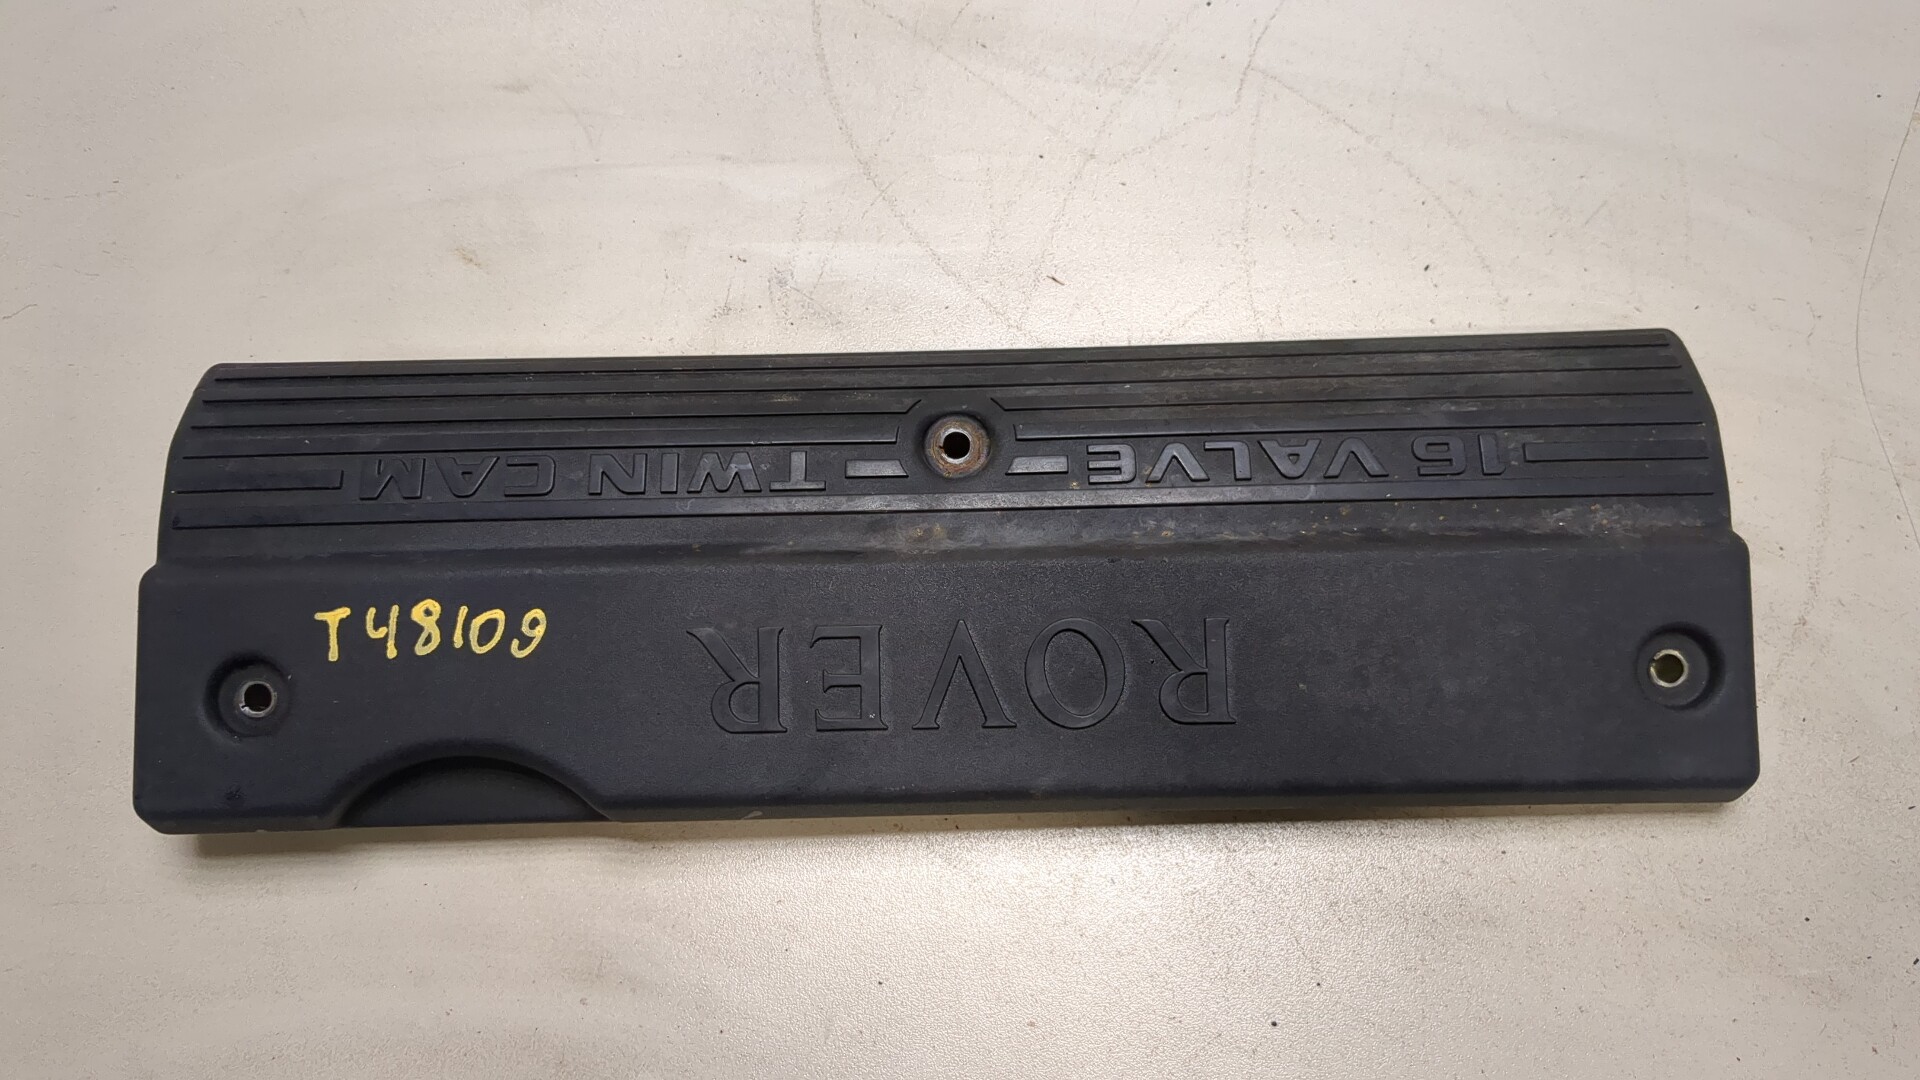 16 VALVE TWIN CAM
T48109
ROVER